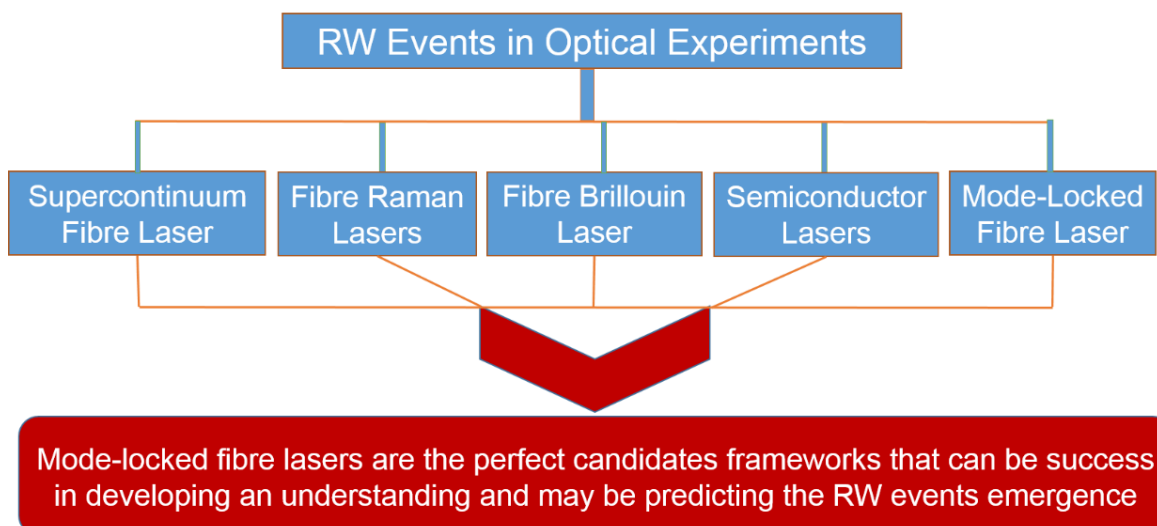 RW Events in Optical Experiments
Supercontinuum
Fibre Laser
Fibre Raman
Lasers
Fibre Brillouin
Laser
Semiconductor
Lasers
Mode-Locked
Fibre Laser
Mode-locked fibre lasers are the perfect candidates frameworks that can be success
in developing an understanding and may be predicting the RW events emergence